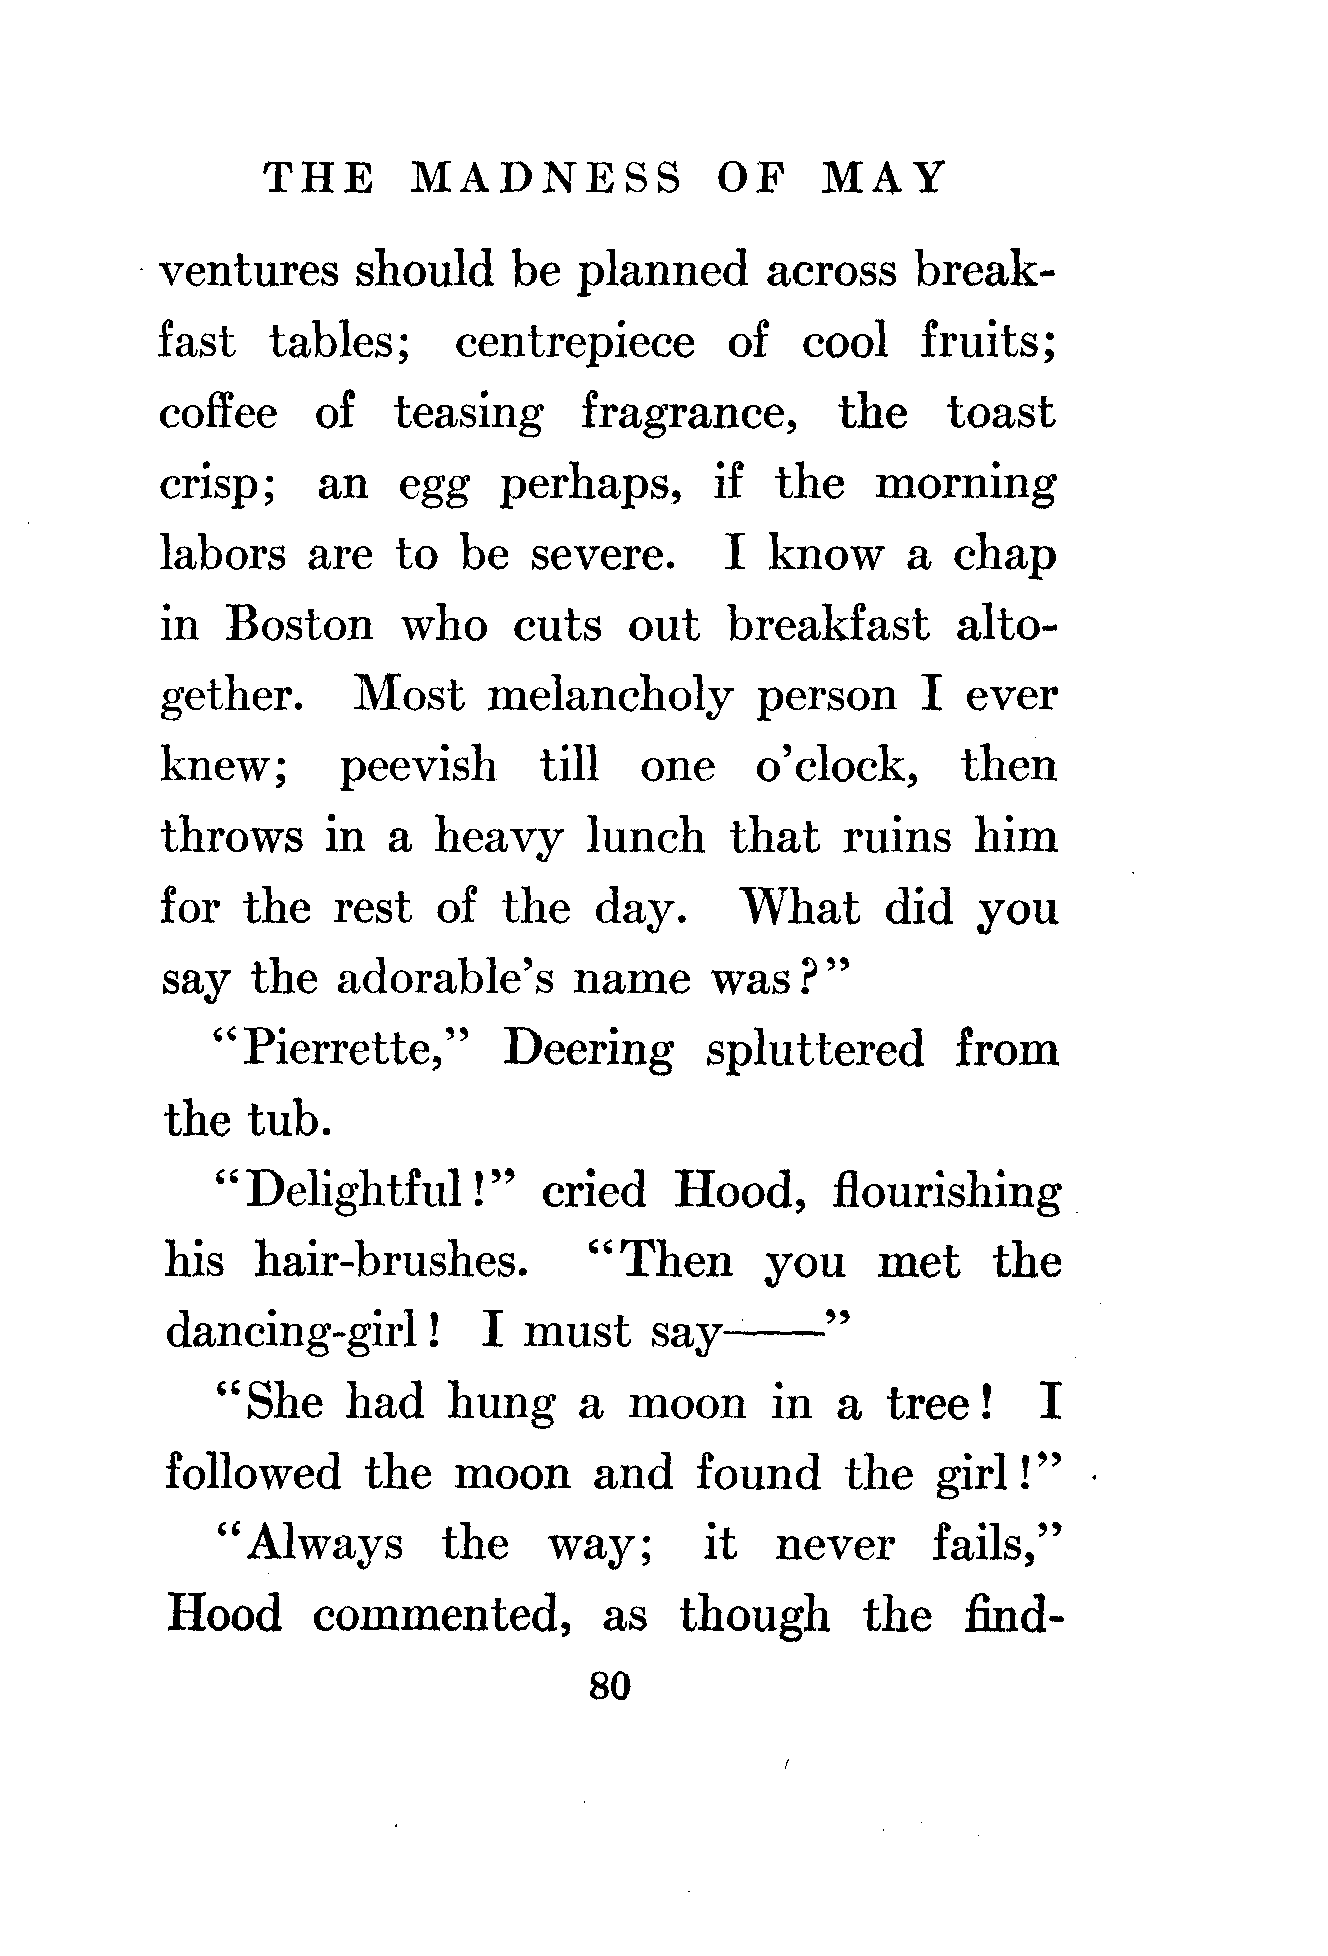 THE MADNESS OF MAY
ventures should be planned across break-
fast tables; centrepiece of cool fruits;
coffee of teasing fragrance, the toast
crisp; an egg perhaps, if the morning
labors are to be severe. I know a chap
in Boston who cuts out breakfast alto-
gether. Most melancholy person I ever
knew; peevish till one o'clock, then
throws in a heavy lunch that ruins him
for the rest of the day. What did you
say the adorable's name was?"
"Pierrette," Deering spluttered from
the tub.
"Delightful!" cried Hood, flourishing
his hair-brushes. "Then you met the
dancing-girl! I must say——"
"She had hung a moon in a tree! I
followed the moon and found the girl!"
"Always the way; it never fails,"
Hood commented, as though the find-
80